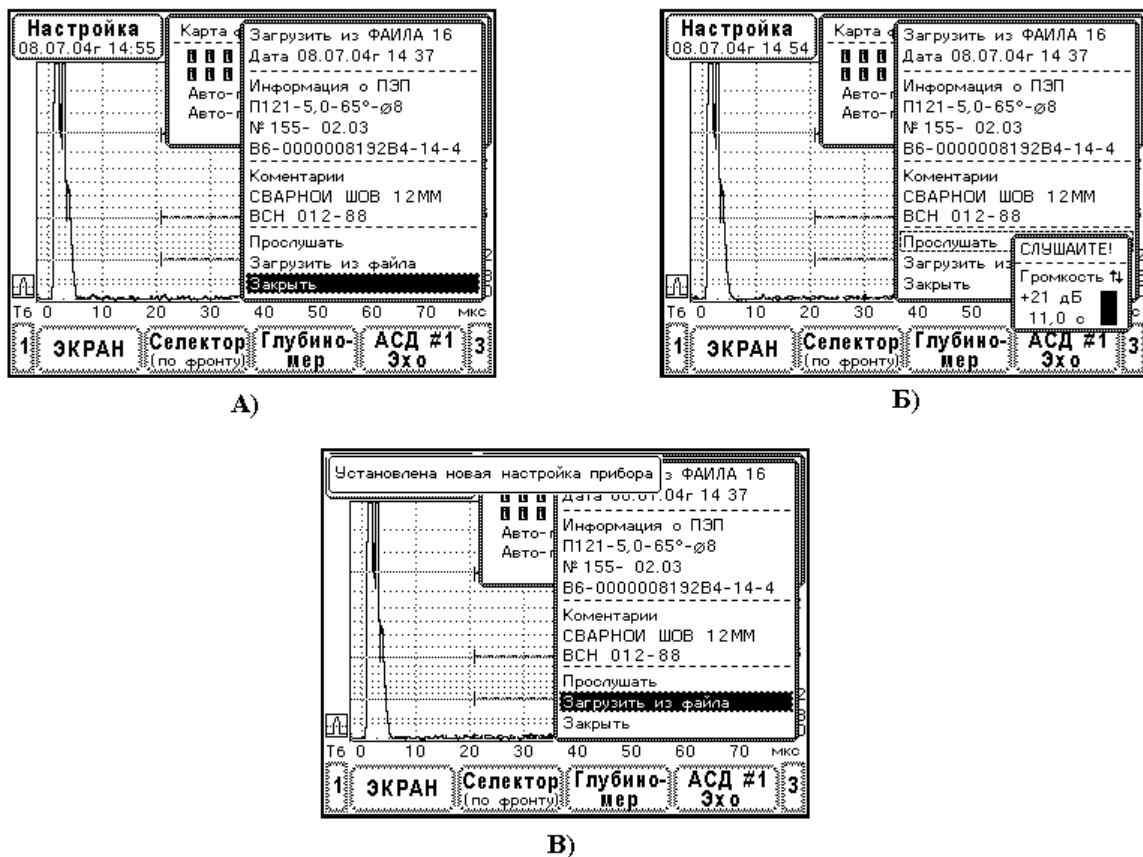 Настройка
08.07.04г 14:55
Карта ф
Авто-г
Авто-г
Загрузить из ФАИЛА 16
Дата 08.07.04г 14 37
Информация о ПЭП
П121-5,0-65°-⌀8
№ 155- 02.03
В6-0000008192В4-14-4
Коментарии
СВАРНОИ ШОВ 12ММ
ВСН 012-88
Прослушать
Загрузить из файла
Закрыть
Т6 0 10 20 30 40 50 60 70 мкс
1 ЭКРАН Селектор (по фронту) Глубино-мер АСД #1 Эхо 3
А)
Настройка
08.07.04г 14 54
Карта ф
Авто-г
Авто-г
Загрузить из ФАИЛА 16
Дата 08.07.04г 14 37
Информация о ПЭП
П121-5,0-65°-⌀8
№ 155- 02.03
В6-0000008192В4-14-4
Коментарии
СВАРНОИ ШОВ 12ММ
ВСН 012-88
Прослушать
Загрузить из
Закрыть
СЛУШАИТЕ!
Громкость ⇅
+21 дБ
11,0 с
Т6 0 10 20 30 40 50 с
1 ЭКРАН Селектор (по фронту) Глубино-мер АСД #1 Эхо 3
Б)
Установлена новая настройка прибора
з ФАИЛА 16
Авто-г
Авто-г
14 37
Информация о ПЭП
П121-5,0-65°-⌀8
№ 155- 02.03
В6-0000008192В4-14-4
Коментарии
СВАРНОИ ШОВ 12ММ
ВСН 012-88
Прослушать
Загрузить из файла
Закрыть
Т6 0 10 20 30 40 50 60 70 мкс
1 ЭКРАН Селектор (по фронту) Глубино-мер АСД #1 Эхо 3
В)